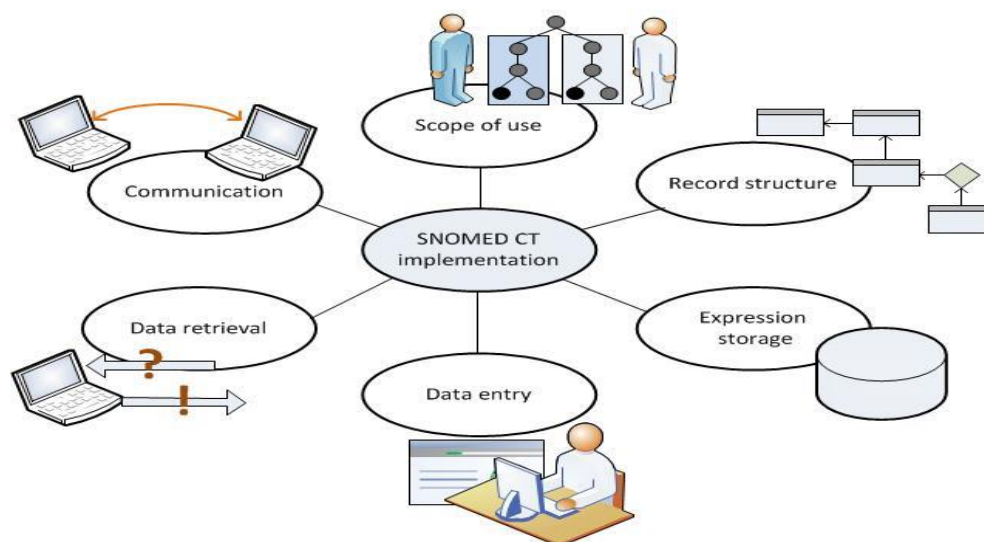 Scope of use
Communication
Record structure
SNOMED CT
implementation
Data retrieval
Expression
storage
?
!
Data entry